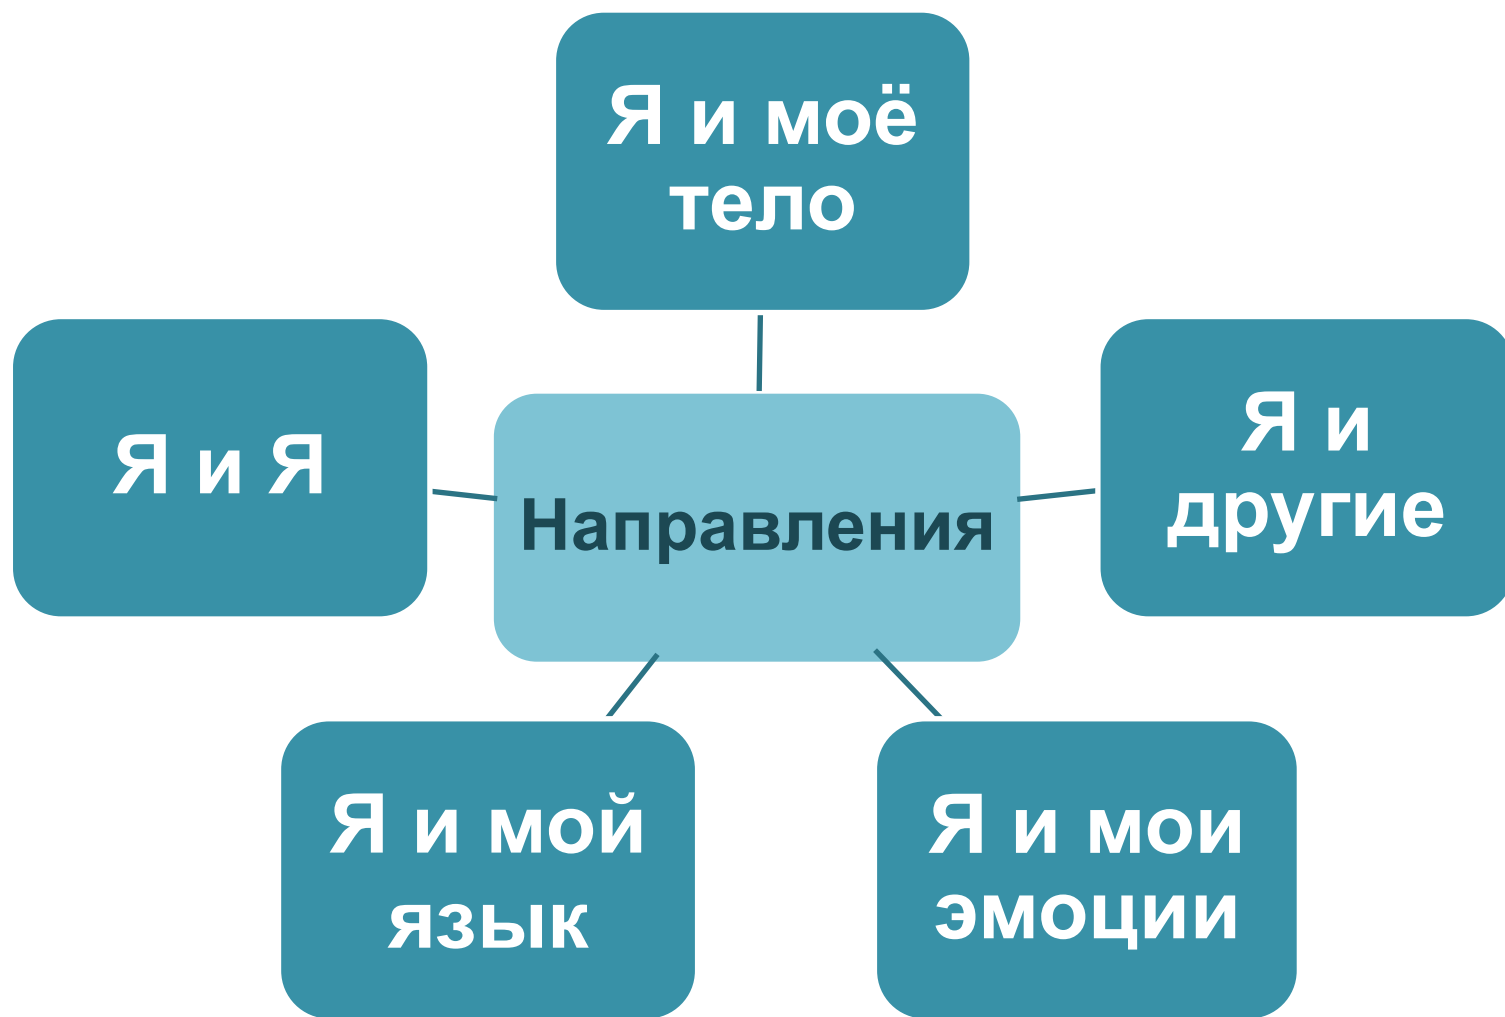 Я и моё
тело
Я и Я
Направления
Я и
другие
Я и мой
язык
Я и мои
эмоции